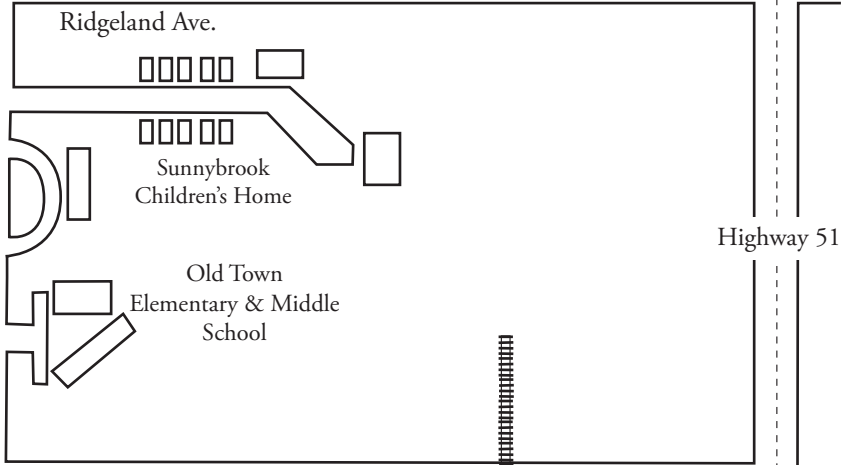 Ridgeland Ave.
Sunnybrook
Children's Home
Highway 51
Old Town
Elementary & Middle
School